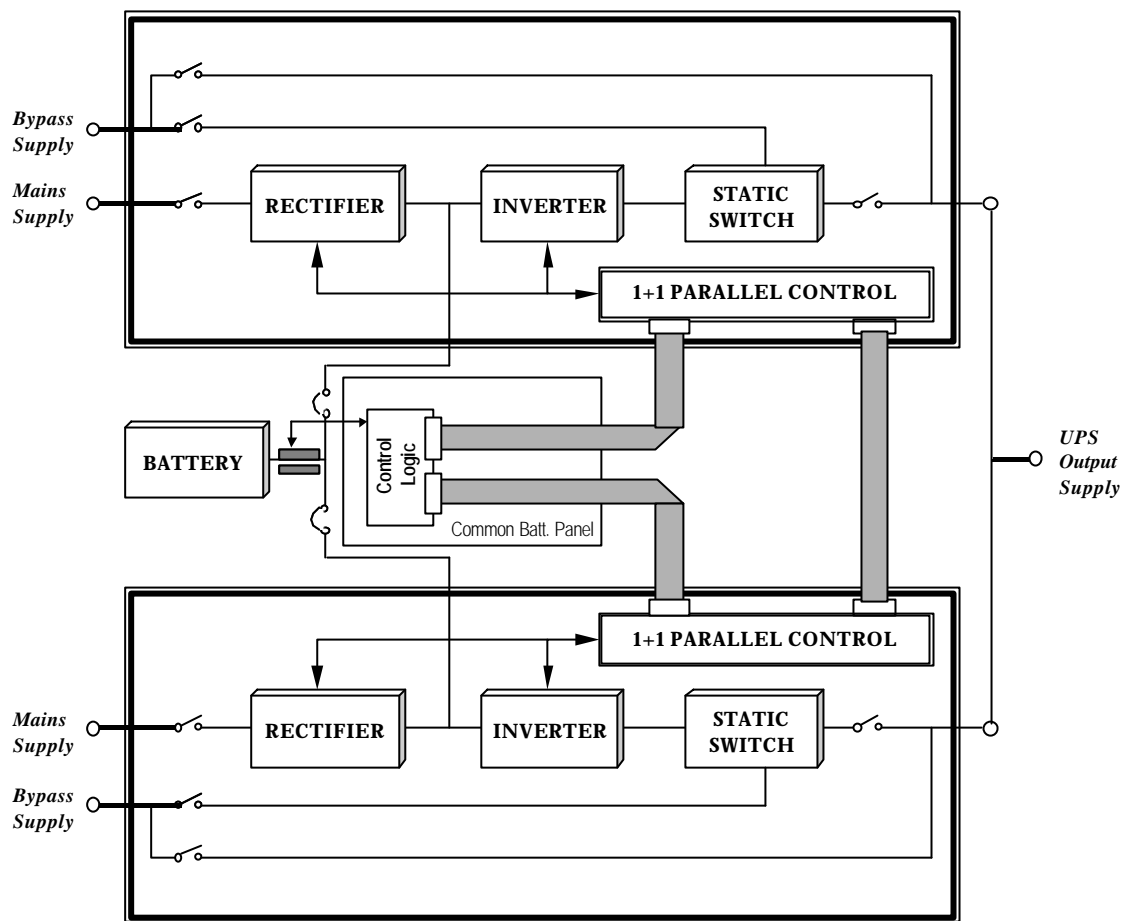 Bypass
Supply
Mains
Supply
RECTIFIER
INVERTER
STATIC
SWITCH
1+1 PARALLEL CONTROL
BATTERY
Control
Logic
Common Batt. Panel
UPS
Output
Supply
1+1 PARALLEL CONTROL
Mains
Supply
RECTIFIER
INVERTER
STATIC
SWITCH
Bypass
Supply